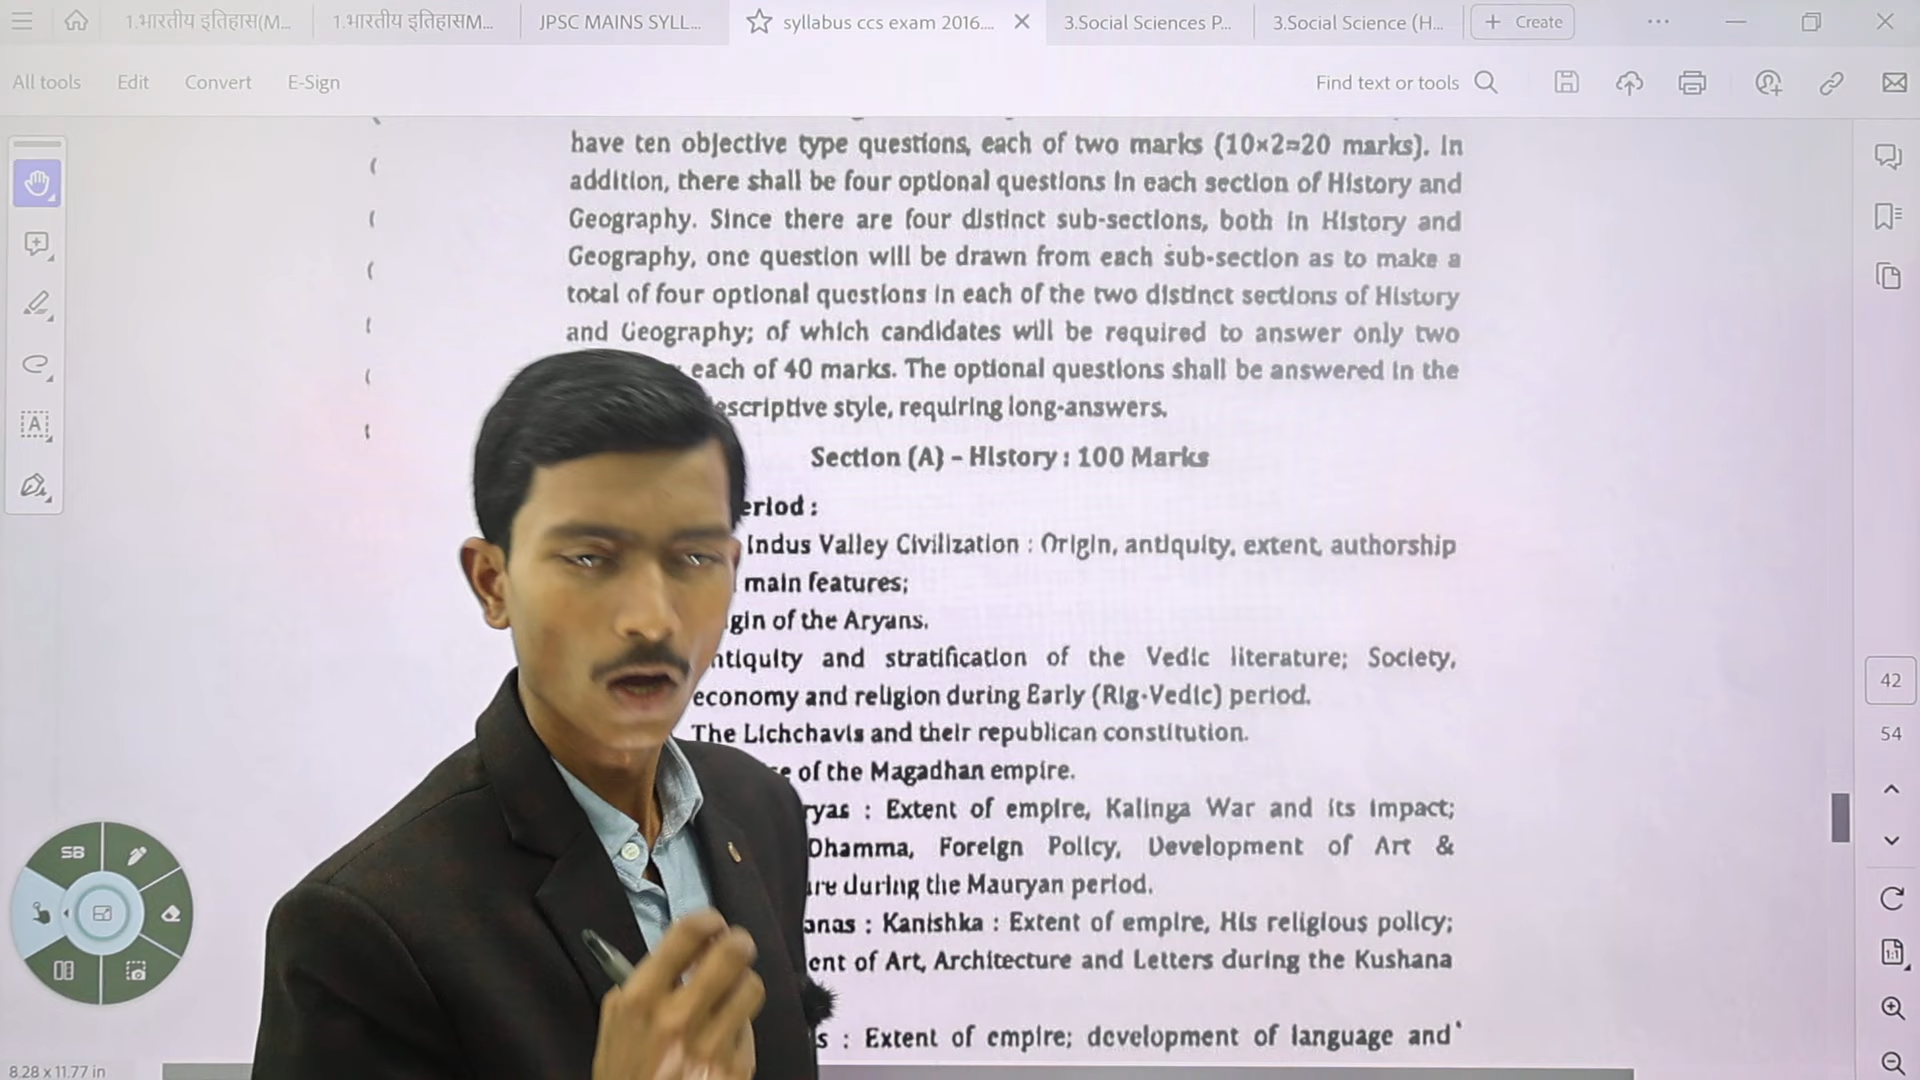 1.भारतीय इतिहास(M...
1.भारतीय इतिहासM...
JPSC MAINS SYLL...
syllabus ccs exam 2016....
3.Social Sciences P...
3.Social Science (H...
+ Create
All tools
Edit
Convert
E-Sign
Find text or tools
have ten objective type questions, each of two marks (10×2=20 marks). In
addition, there shall be four optional questions in each section of History and
Geography. Since there are four distinct sub-sections, both in History and
Geography, one question will be drawn from each sub-section as to make a
total of four optional questions in each of the two distinct sections of History
and Geography; of which candidates will be required to answer only two
each of 40 marks. The optional questions shall be answered in the
escriptive style, requiring long-answers.
Section (A) – History : 100 Marks
eriod :
Indus Valley Civilization : Origin, antiquity, extent, authorship
main features;
gin of the Aryans.
ntiquity and stratification of the Vedic literature; Society,
economy and religion during Early (Rig-Vedic) period.
The Lichchavis and their republican constitution.
e of the Magadhan empire.
ryas : Extent of empire, Kalinga War and its impact;
Dhamma, Foreign Policy, Development of Art &
ure during the Mauryan period.
anas : Kanishka : Extent of empire, His religious policy;
ent of Art, Architecture and Letters during the Kushana
s : Extent of empire; development of language and
42
54
SB
1:1
8.28 x 11.77 in